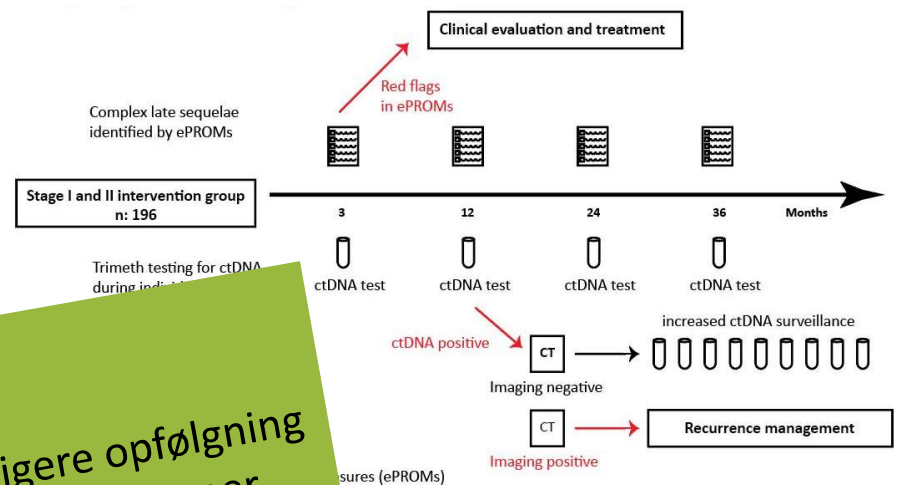 Clinical evaluation and treatment
Red flags
in ePROMs
Complex late sequelae
identified by ePROMs
Stage I and II intervention group
n: 196
3 12 24 36 Months
Trimeth testing for ctDNA
during
ctDNA test ctDNA test ctDNA test ctDNA test
increased ctDNA surveillance
ctDNA positive
CT
Imaging negative
CT
Recurrence management
Imaging positive
opfølgning
(ePROMs)